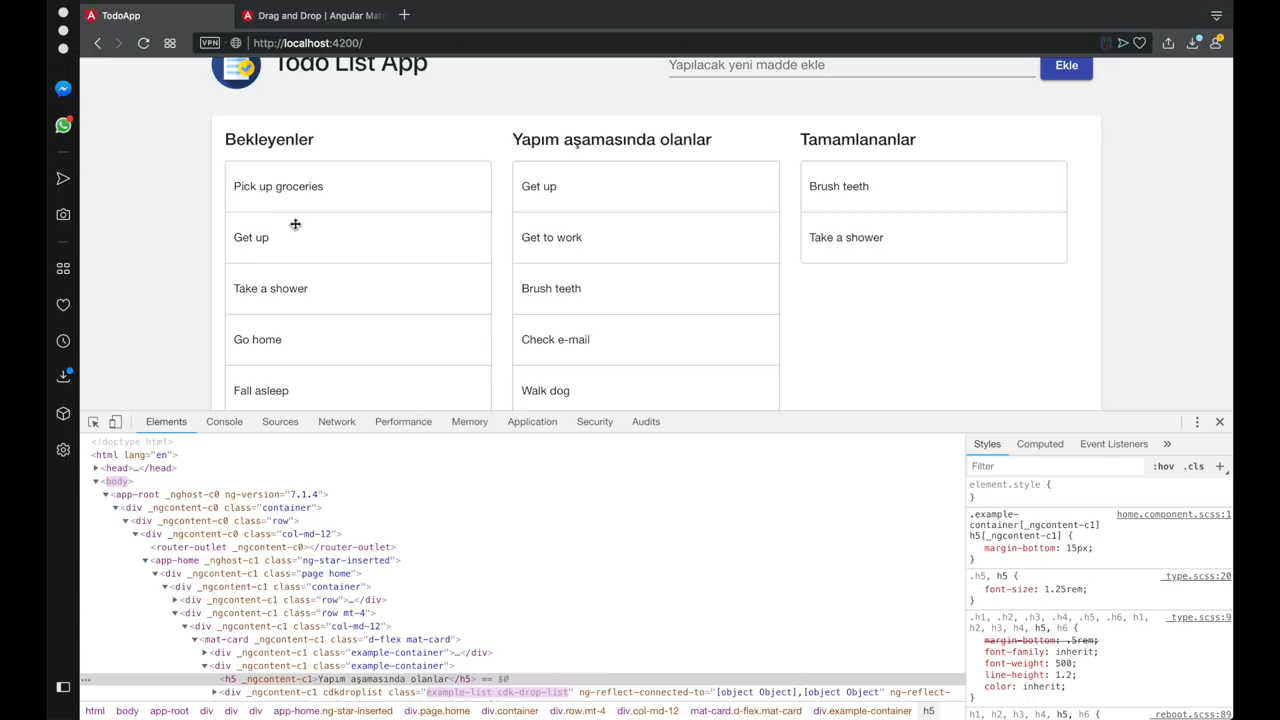 TodoApp
Drag and Drop | Angular Mat
VPN
http://localhost:4200/
Todo List App
Yapılacak yeni madde ekle
Ekle
Bekleyenler
Pick up groceries
Get up
Take a shower
Go home
Fall asleep
Yapım aşamasında olanlar
Get up
Get to work
Brush teeth
Check e-mail
Walk dog
Tamamlananlar
Brush teeth
Take a shower
Elements Console Sources Network Performance Memory Application Security Audits
<!doctype html>
<html lang="en">
<head>…</head>
<body>
<app-root _nghost-c0 ng-version="7.1.4">
<div _ngcontent-c0 class="container">
<div _ngcontent-c0 class="row">
<div _ngcontent-c0 class="col-md-12">
<router-outlet _ngcontent-c0></router-outlet>
<app-home _nghost-c1 class="ng-star-inserted">
<div _ngcontent-c1 class="page home">
<div _ngcontent-c1 class="container">
<div _ngcontent-c1 class="row">…</div>
<div _ngcontent-c1 class="row mt-4">
<div _ngcontent-c1 class="col-md-12">
<mat-card _ngcontent-c1 class="d-flex mat-card">
<div _ngcontent-c1 class="example-container">…</div>
<div _ngcontent-c1 class="example-container">
… <h5 _ngcontent-c1>Yapım aşamasında olanlar</h5> == $0
<div _ngcontent-c1 cdkdroplist class="example-list cdk-drop-list" ng-reflect-connected-to="[object Object],[object Object" ng-reflect-
html body app-root div div div app-home.ng-star-inserted div.page.home div.container div.row.mt-4 div.col-md-12 mat-card.d-flex.mat-card div.example-container h5
Styles Computed Event Listeners »
Filter :hov .cls +
element.style {
}
.example- home.component.scss:1
container[_ngcontent-c1]
h5[_ngcontent-c1] {
margin-bottom: 15px;
}
.h5, h5 { _type.scss:20
font-size: 1.25rem;
}
.h1, .h2, .h3, .h4, .h5, .h6, h1, _type.scss:9
h2, h3, h4, h5, h6 {
margin-bottom: .5rem;
font-family: inherit;
font-weight: 500;
line-height: 1.2;
color: inherit;
}
h1, h2, h3, h4, h5, h6 { _reboot.scss:89